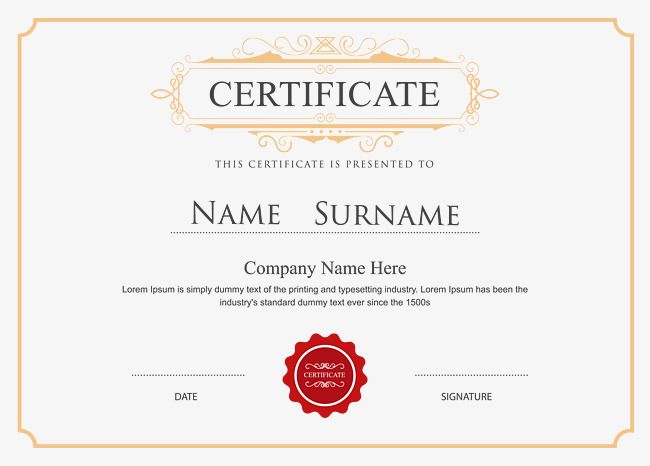 CERTIFICATE
THIS CERTIFICATE IS PRESENTED TO
NAME SURNAME
Company Name Here
Lorem Ipsum is simply dummy text of the printing and typesetting industry. Lorem Ipsum has been the
industry's standard dummy text ever since the 1500s
CERTIFICATE
DATE
SIGNATURE